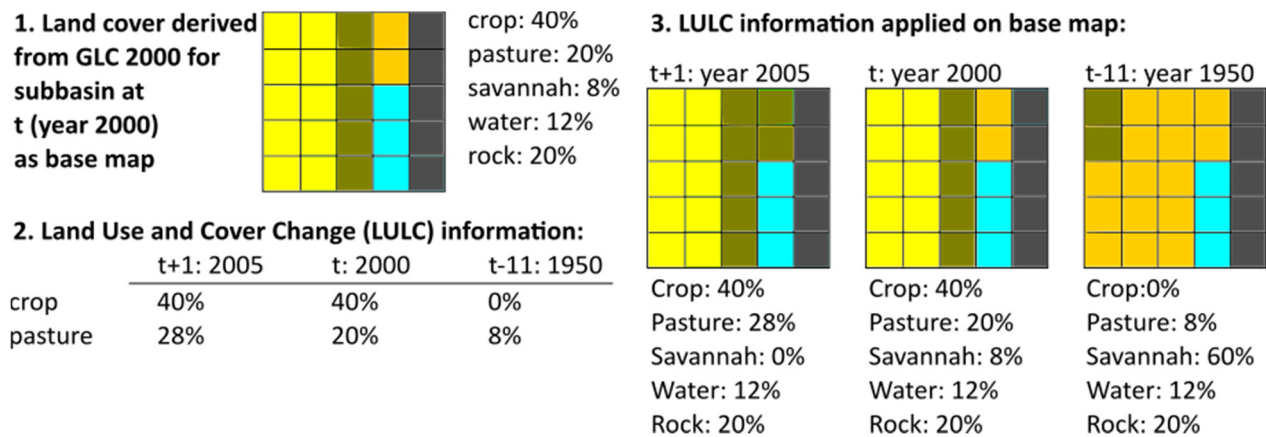 1. Land cover derived
from GLC 2000 for
subbasin at
t (year 2000)
as base map
crop: 40%
pasture: 20%
savannah: 8%
water: 12%
rock: 20%
2. Land Use and Cover Change (LULC) information:
t+1: 2005 t: 2000 t-11: 1950
crop 40% 40% 0%
pasture 28% 20% 8%
3. LULC information applied on base map:
t+1: year 2005
Crop: 40%
Pasture: 28%
Savannah: 0%
Water: 12%
Rock: 20%
t: year 2000
Crop: 40%
Pasture: 20%
Savannah: 8%
Water: 12%
Rock: 20%
t-11: year 1950
Crop:0%
Pasture: 8%
Savannah: 60%
Water: 12%
Rock: 20%